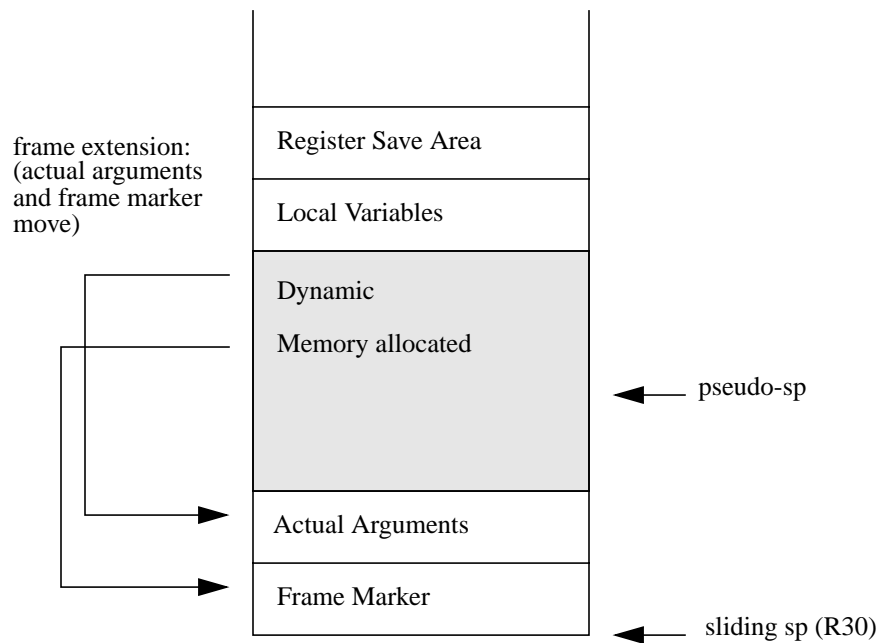 Register Save Area
frame extension:
(actual arguments
and frame marker
move)
Local Variables
Dynamic
Memory allocated
pseudo-sp
Actual Arguments
Frame Marker
sliding sp (R30)